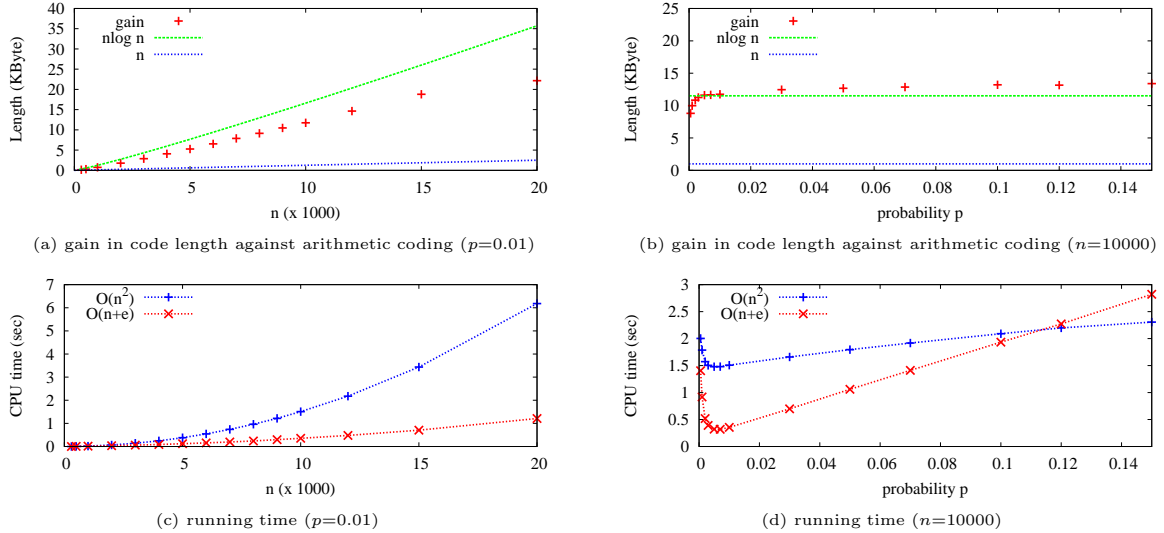 gain
nlog n
n
Length (KByte)
40
35
30
25
20
15
10
5
0
0 5 10 15 20
n (x 1000)
(a) gain in code length against arithmetic coding (p=0.01)
gain
nlog n
n
Length (KByte)
25
20
15
10
5
0
0 0.02 0.04 0.06 0.08 0.1 0.12 0.14
probability p
(b) gain in code length against arithmetic coding (n=10000)
O(n²)
O(n+e)
CPU time (sec)
7
6
5
4
3
2
1
0
0 5 10 15 20
n (x 1000)
(c) running time (p=0.01)
O(n²)
O(n+e)
CPU time (sec)
3
2.5
2
1.5
1
0.5
0
0 0.02 0.04 0.06 0.08 0.1 0.12 0.14
probability p
(d) running time (n=10000)